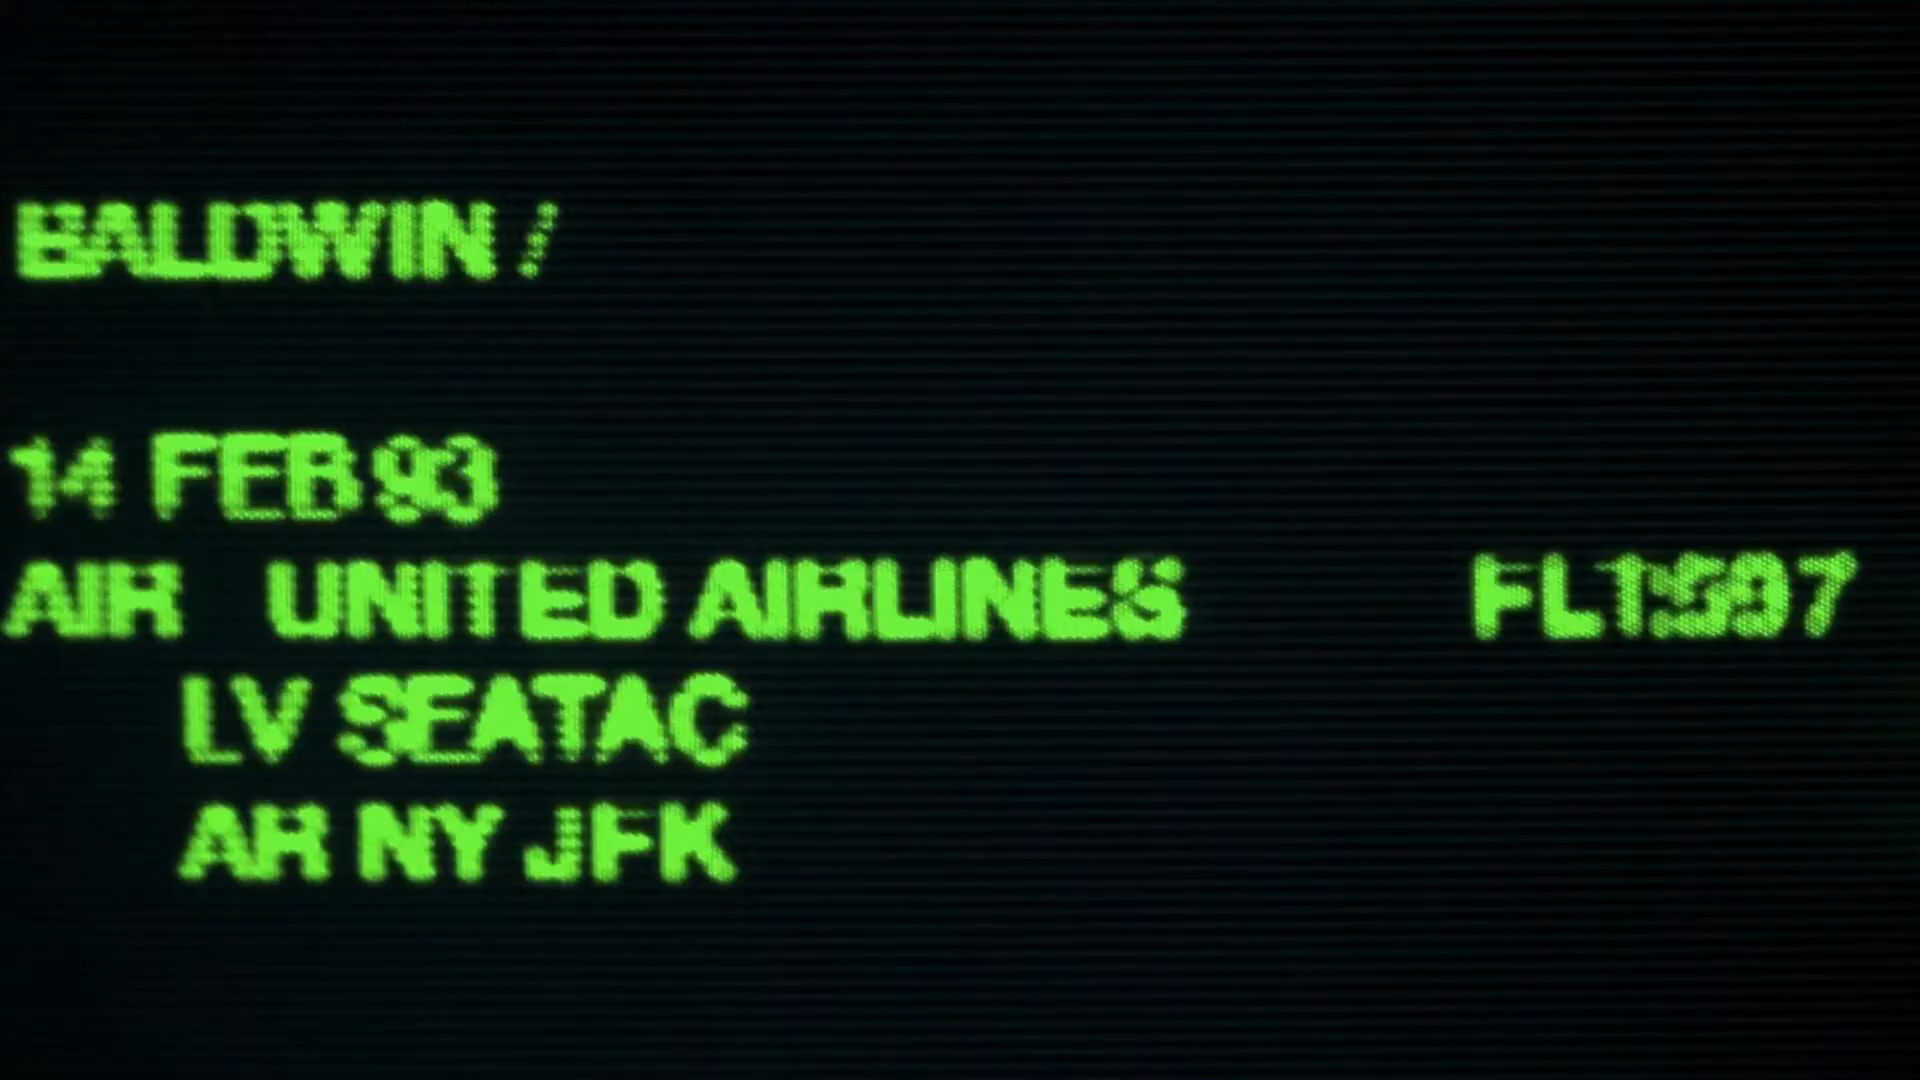 BALDWIN /
14 FEB 93
AIR UNITED AIRLINES
LV SEATAC
AR NY JFK